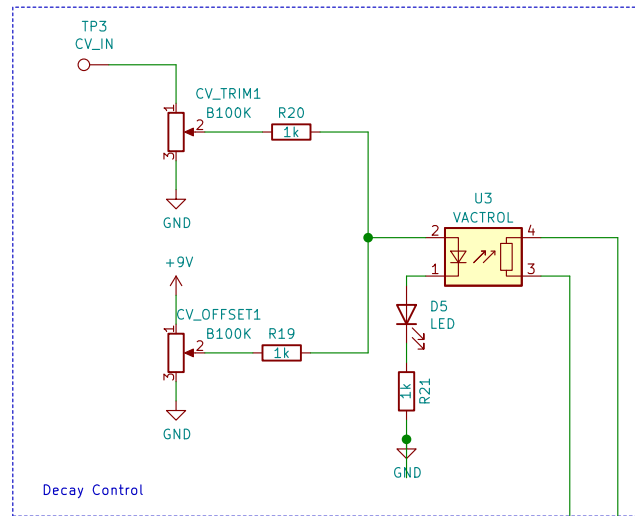 TP3
CV_IN
CV_TRIM1
B100K
1
2
3
R20
1k
GND
U3
VACTROL
2
4
1
3
+9V
CV_OFFSET1
B100K
1
2
3
R19
1k
GND
D5
LED
1k
R21
GND
Decay Control